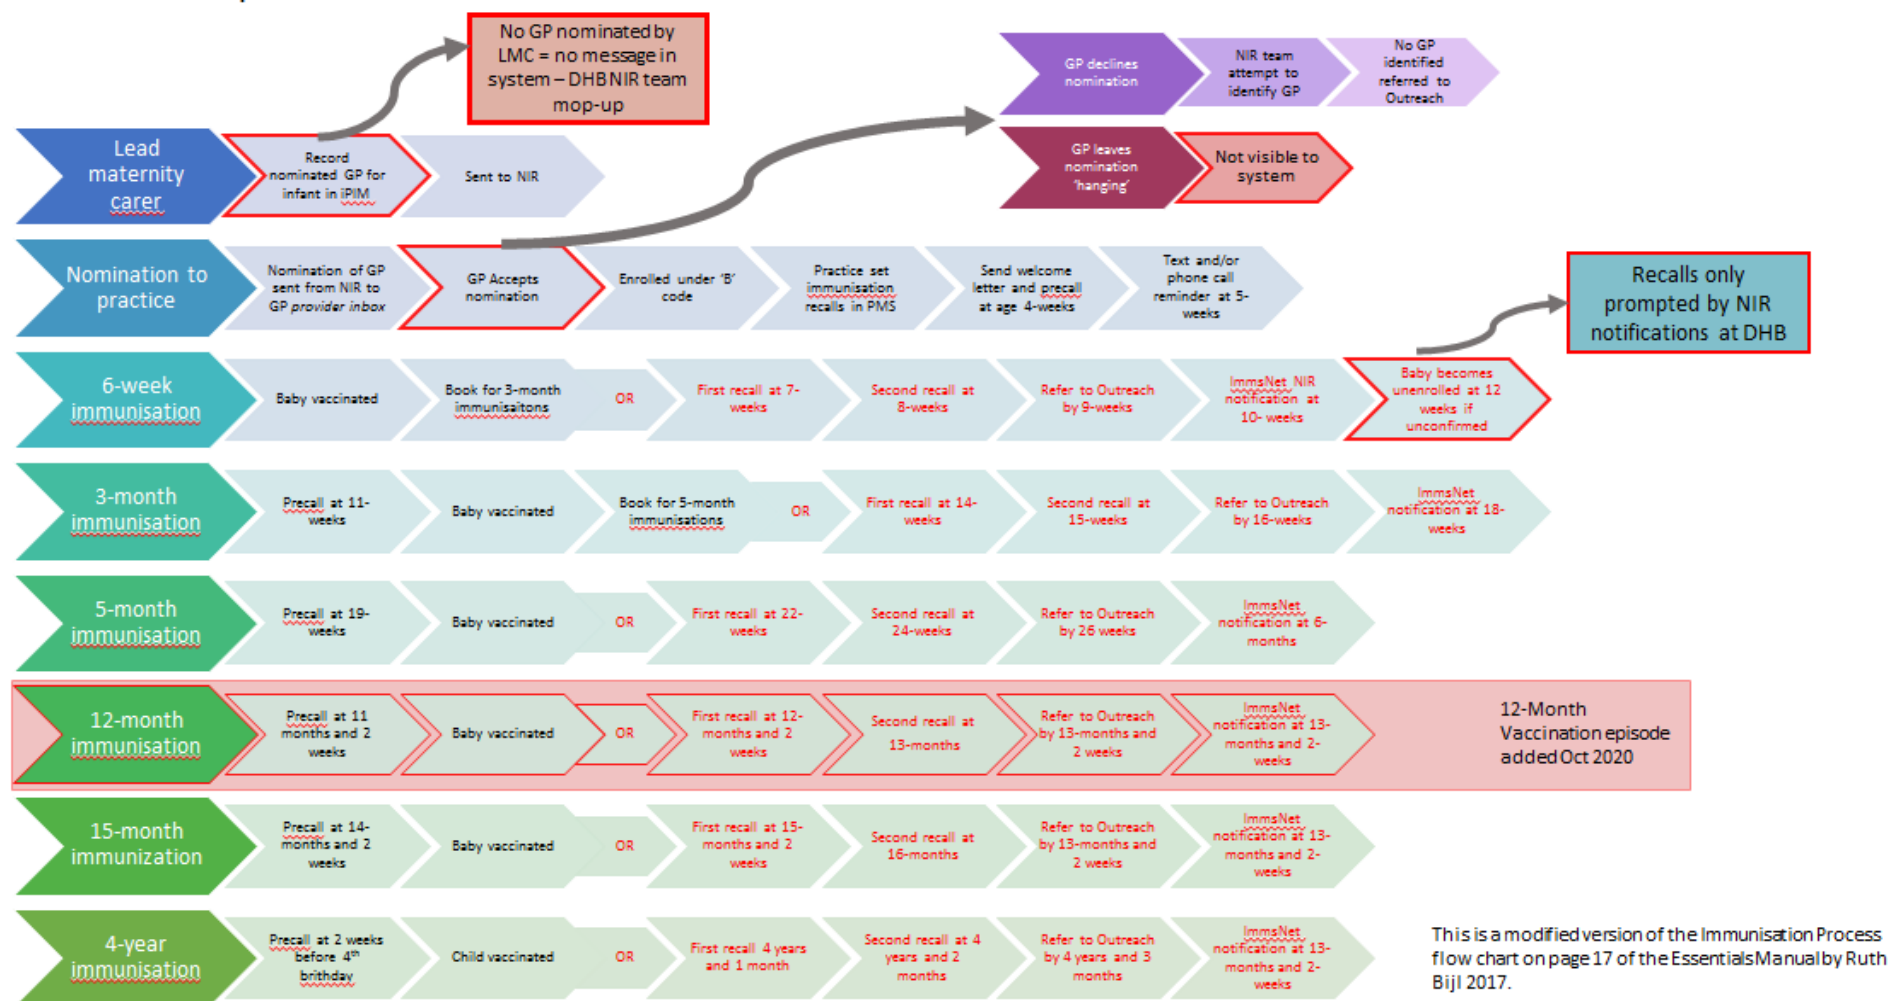 No GP nominated by
LMC = no message in
system – DHB NIR team
mop-up
GP declines
nomination
NIR team
attempt to
identify GP
No GP
identified
referred to
Outreach
GP leaves
nomination
‘hanging’
Not visible to
system
Lead
maternity
carer
Record
nominated GP for
infant in iPIM
Sent to NIR
Nomination to
practice
Nomination of GP
sent from NIR to
GP provider inbox
GP Accepts
nomination
Enrolled under ‘B’
code
Practice set
immunisation
recalls in PMS
Send welcome
letter and precall
at age 4-weeks
Text and/or
phone call
reminder at 5-
weeks
Recalls only
prompted by NIR
notifications at DHB
6-week
immunisation
Baby vaccinated
Book for 3-month
immunisaitons
OR
First recall at 7-
weeks
Second recall at
8-weeks
Refer to Outreach
by 9-weeks
ImmsNet NIR
notification at
10- weeks
Baby becomes
unenrolled at 12
weeks if
unconfirmed
3-month
immunisation
Precall at 11-
weeks
Baby vaccinated
Book for 5-month
immunisations
OR
First recall at 14-
weeks
Second recall at
15-weeks
Refer to Outreach
by 16-weeks
ImmsNet
notification at 18-
weeks
5-month
immunisation
Precall at 19-
weeks
Baby vaccinated
OR
First recall at 22-
weeks
Second recall at
24-weeks
Refer to Outreach
by 26 weeks
ImmsNet
notification at 6-
months
12-month
immunisation
Precall at 11
months and 2
weeks
Baby vaccinated
OR
First recall at 12-
months and 2
weeks
Second recall at
13-months
Refer to Outreach
by 13-months and
2 weeks
ImmsNet
notification at 13-
months and 2-
weeks
12-Month
Vaccination episode
added Oct 2020
15-month
immunization
Precall at 14-
months and 2
weeks
Baby vaccinated
OR
First recall at 15-
months and 2
weeks
Second recall at
16-months
Refer to Outreach
by 13-months and
2 weeks
ImmsNet
notification at 13-
months and 2-
weeks
4-year
immunisation
Precall at 2 weeks
before 4th
brithday
Child vaccinated
OR
First recall 4 years
and 1 month
Second recall at 4
years and 2
months
Refer to Outreach
by 4 years and 3
months
ImmsNet
notification at 13-
months and 2-
weeks
This is a modified version of the Immunisation Process
flow chart on page 17 of the Essentials Manual by Ruth
Bijl 2017.